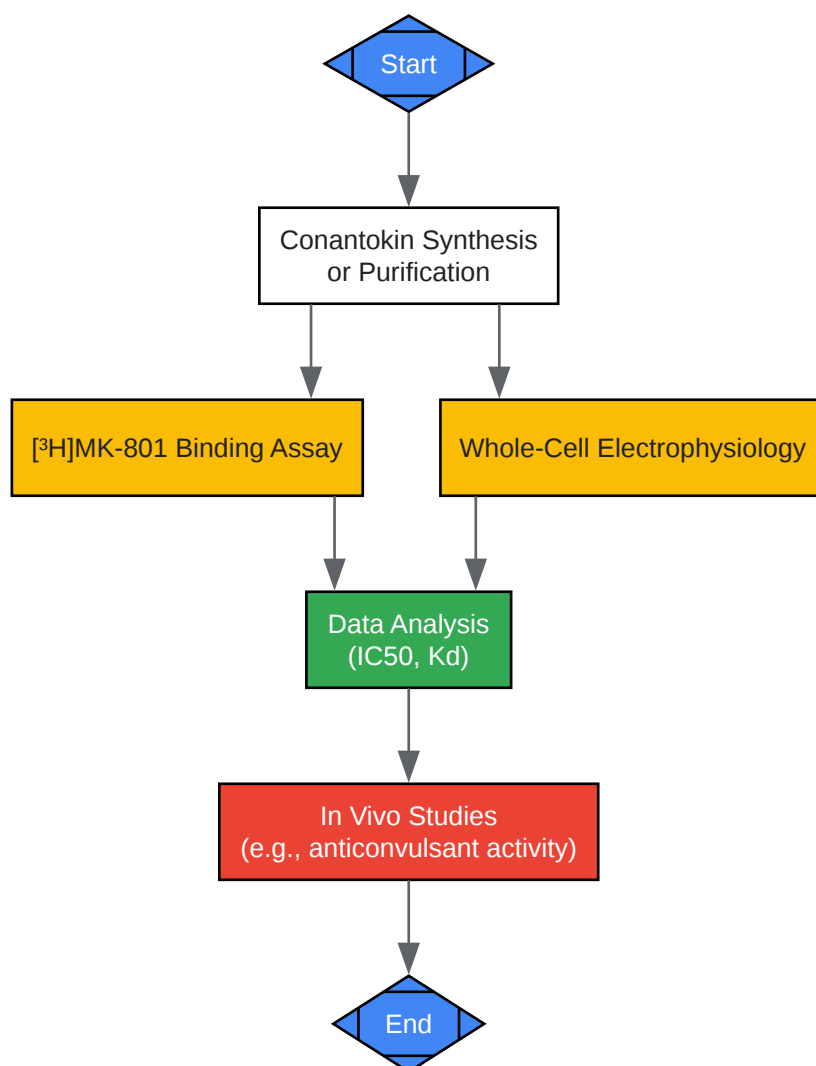 Start
Conantokin Synthesis
or Purification
[³H]MK-801 Binding Assay
Whole-Cell Electrophysiology
Data Analysis
(IC50, Kd)
In Vivo Studies
(e.g., anticonvulsant activity)
End